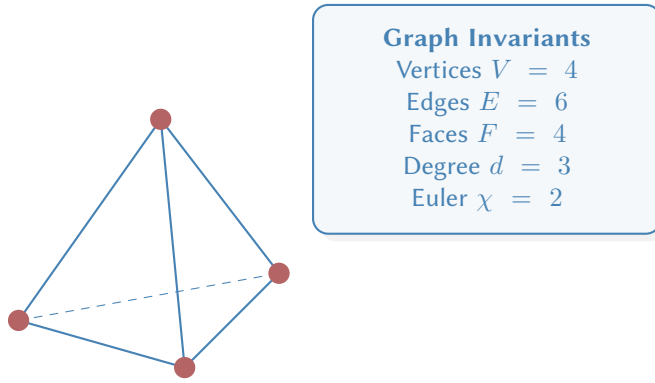 Graph Invariants
Vertices V = 4
Edges E = 6
Faces F = 4
Degree d = 3
Euler χ = 2